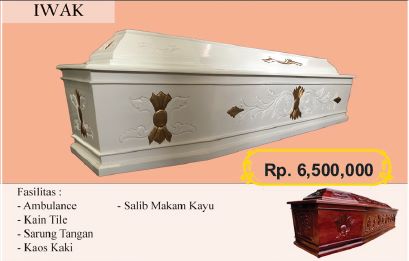 IWAK
Rp. 6,500,000
Fasilitas :
- Ambulance
- Kain Tile
- Sarung Tangan
- Kaos Kaki
- Salib Makam Kayu